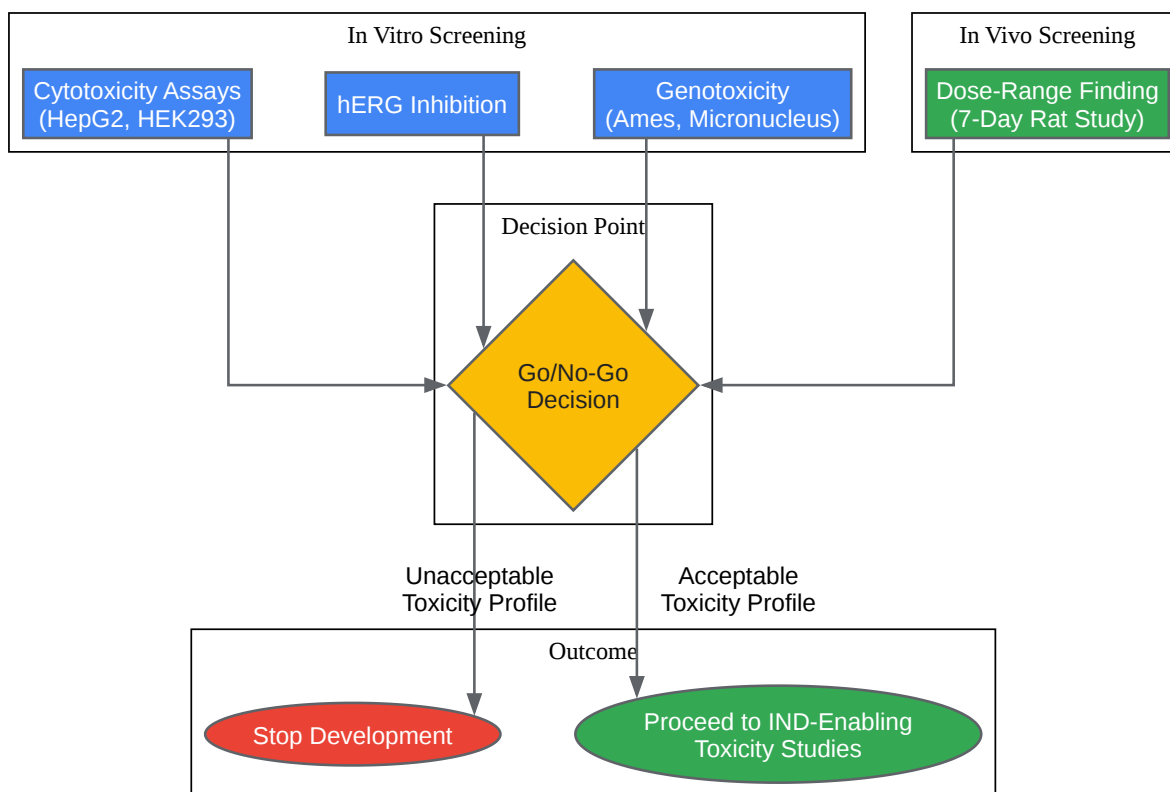 In Vitro Screening
Cytotoxicity Assays
(HepG2, HEK293)
hERG Inhibition
Genotoxicity
(Ames, Micronucleus)
In Vivo Screening
Dose-Range Finding
(7-Day Rat Study)
Decision Point
Go/No-Go
Decision
Unacceptable
Toxicity Profile
Acceptable
Toxicity Profile
Outcome
Stop Development
Proceed to IND-Enabling
Toxicity Studies